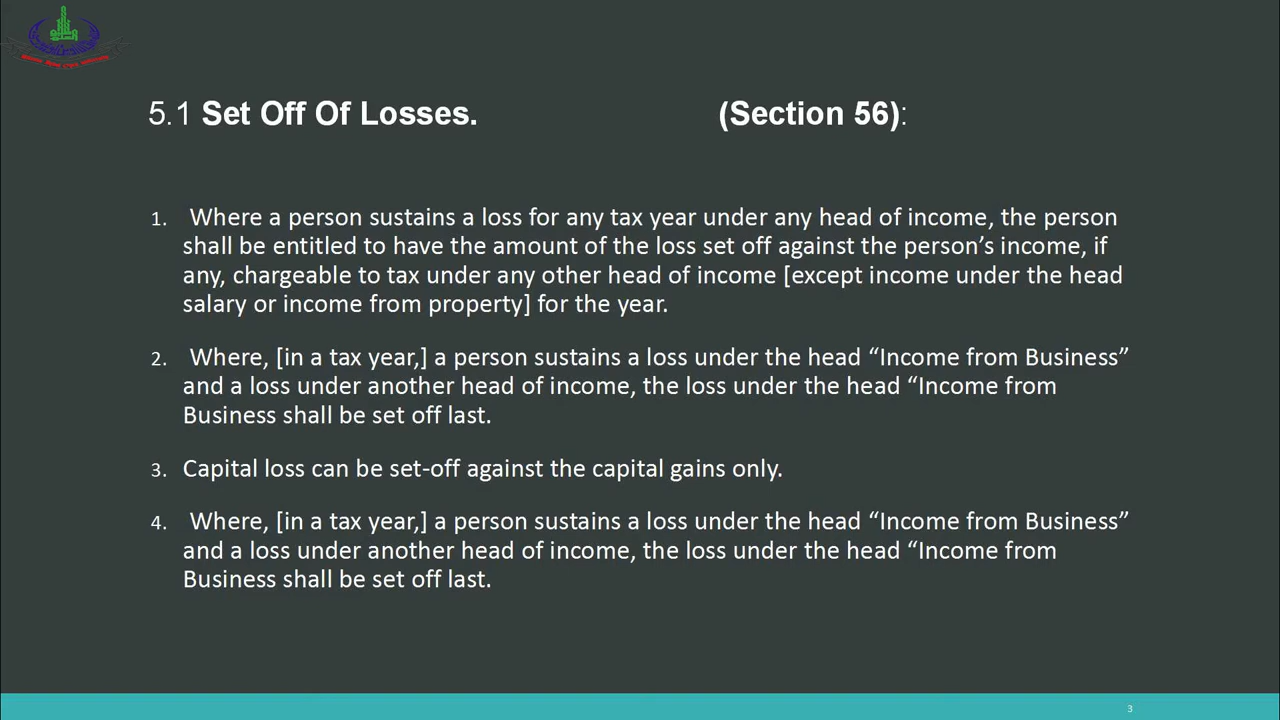 5.1 Set Off Of Losses. (Section 56):
1. Where a person sustains a loss for any tax year under any head of income, the person
shall be entitled to have the amount of the loss set off against the person’s income, if
any, chargeable to tax under any other head of income [except income under the head
salary or income from property] for the year.
2. Where, [in a tax year,] a person sustains a loss under the head “Income from Business”
and a loss under another head of income, the loss under the head “Income from
Business shall be set off last.
3. Capital loss can be set-off against the capital gains only.
4. Where, [in a tax year,] a person sustains a loss under the head “Income from Business”
and a loss under another head of income, the loss under the head “Income from
Business shall be set off last.
3